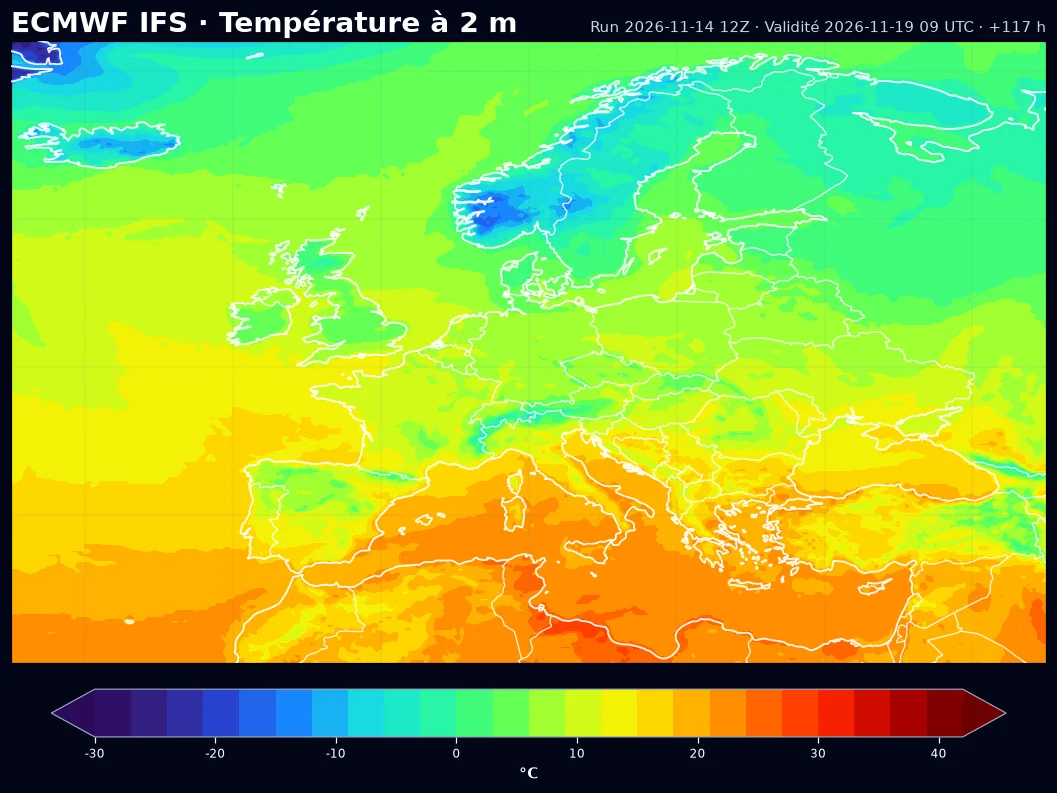 ECMWF IFS · Température à 2 m
Run 2026-11-14 12Z · Validité 2026-11-19 09 UTC · +117 h
-30 -20 -10 0 10 20 30 40
°C